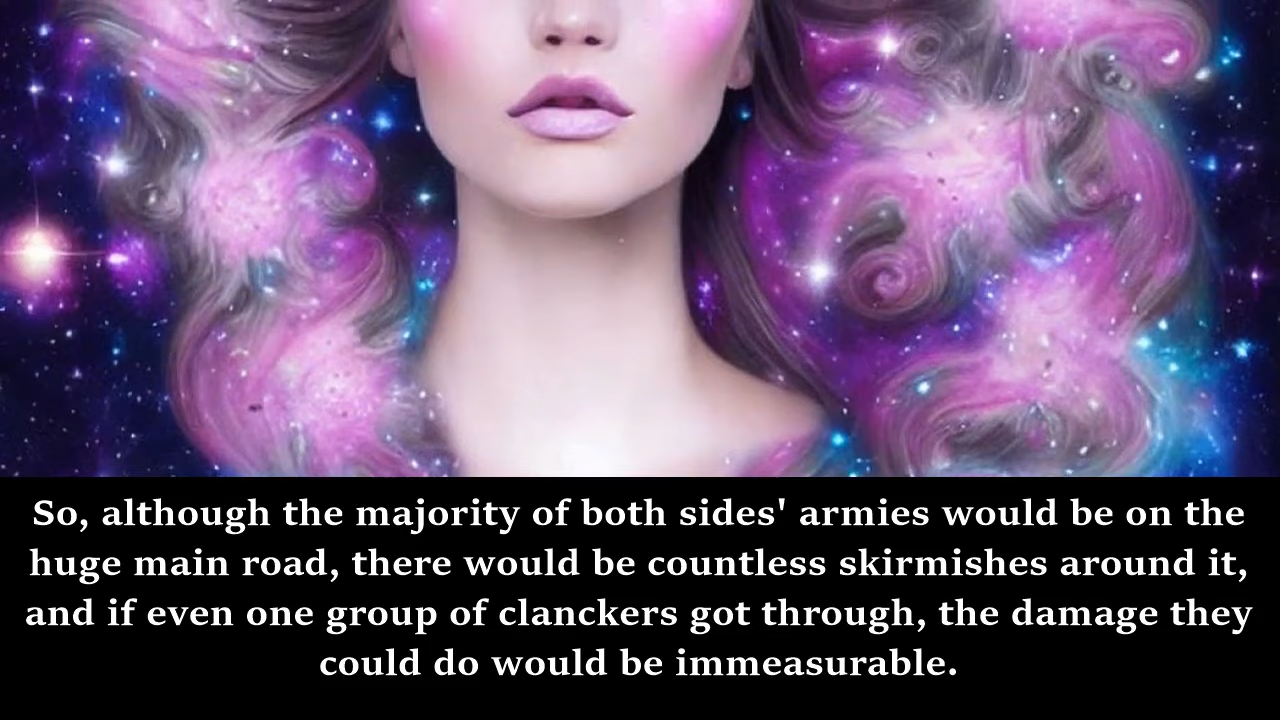 So, although the majority of both sides' armies would be on the
huge main road, there would be countless skirmishes around it,
and if even one group of clanckers got through, the damage they
could do would be immeasurable.